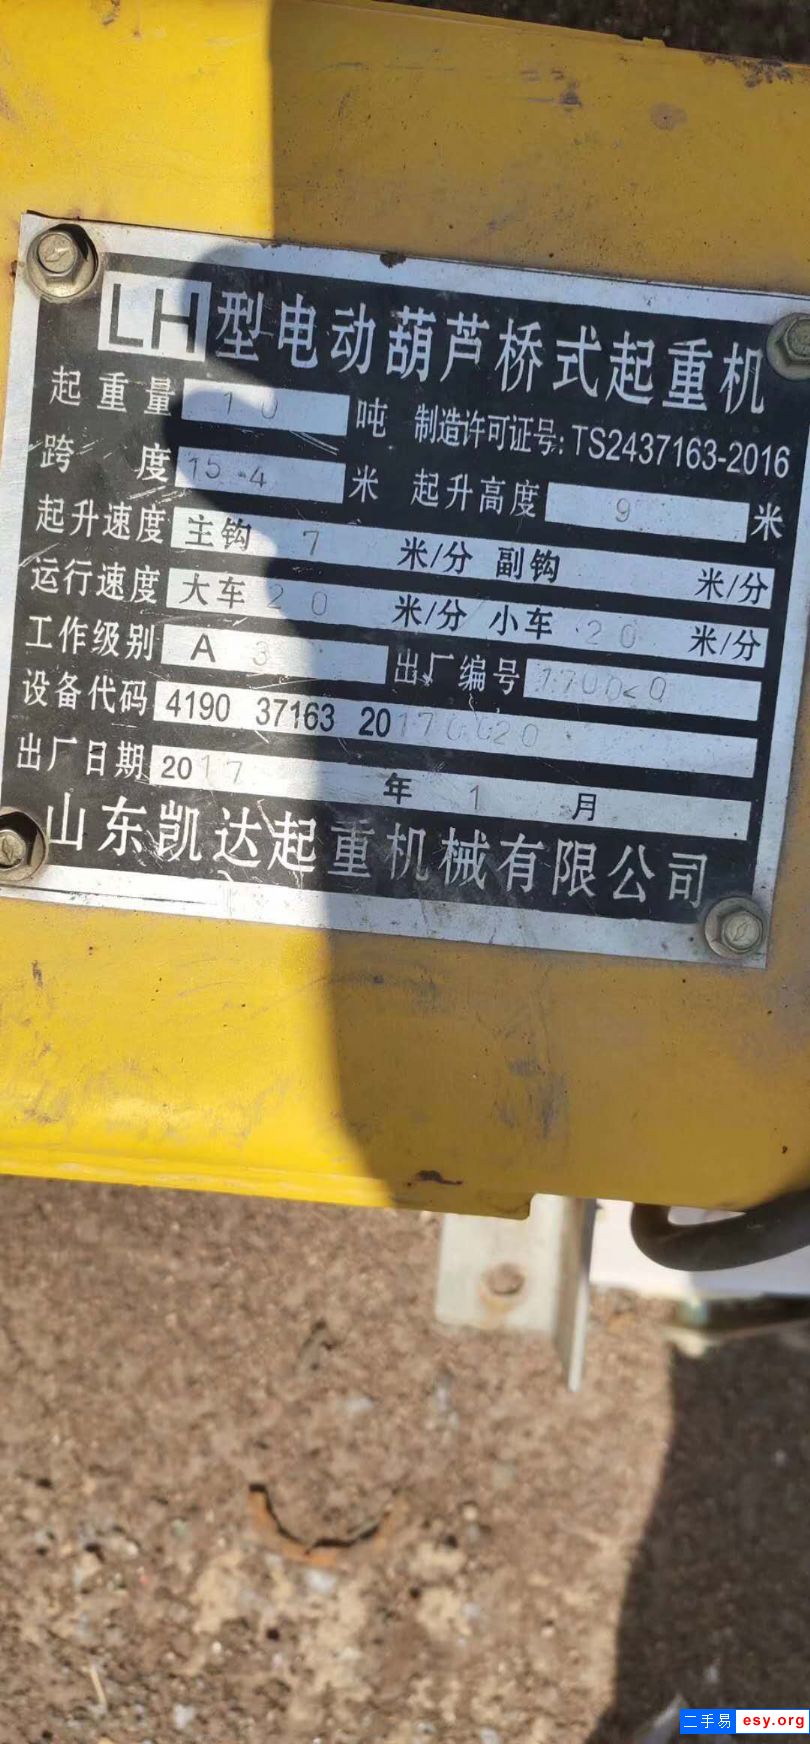 LH型电动葫芦桥式起重机
起重量 10 吨 制造许可证号:TS2437163-2016
跨度 15.4 米 起升高度 9 米
起升速度 主钩 7 米/分 副钩 米/分
运行速度 大车 20 米/分 小车 20 米/分
工作级别 A 3 出厂编号
设备代码 4190 37163 20170020
出厂日期 2017 年 1 月
山东凯达起重机械有限公司
二手易 esy.org